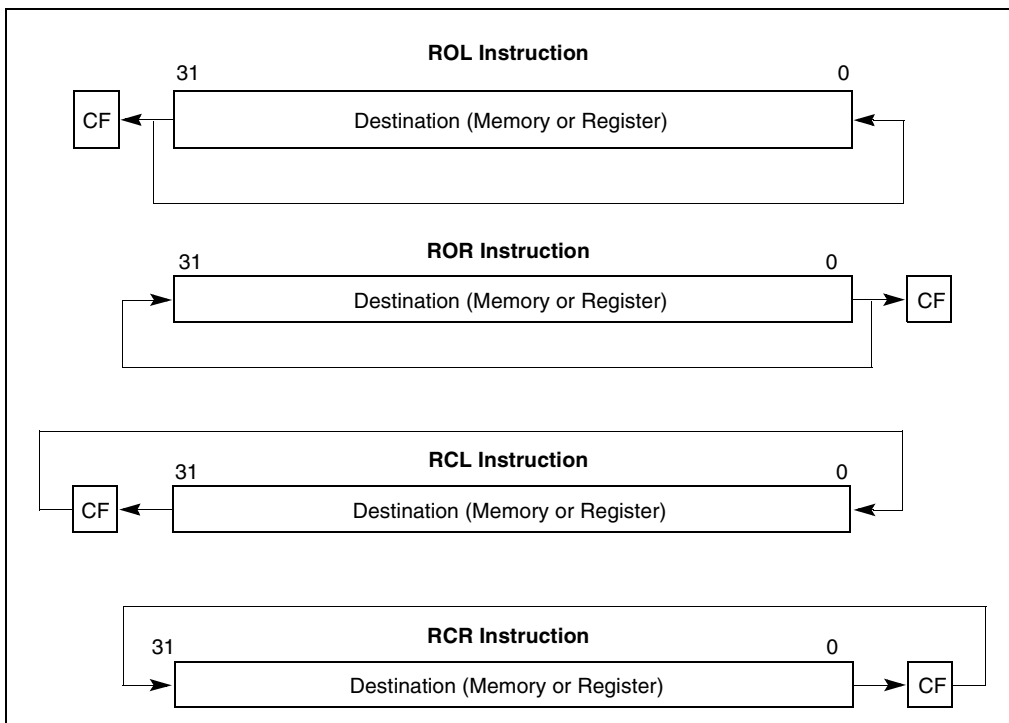 ROL Instruction
31 0
CF Destination (Memory or Register)
ROR Instruction
31 0
Destination (Memory or Register) CF
RCL Instruction
31 0
CF Destination (Memory or Register)
RCR Instruction
31 0
Destination (Memory or Register) CF